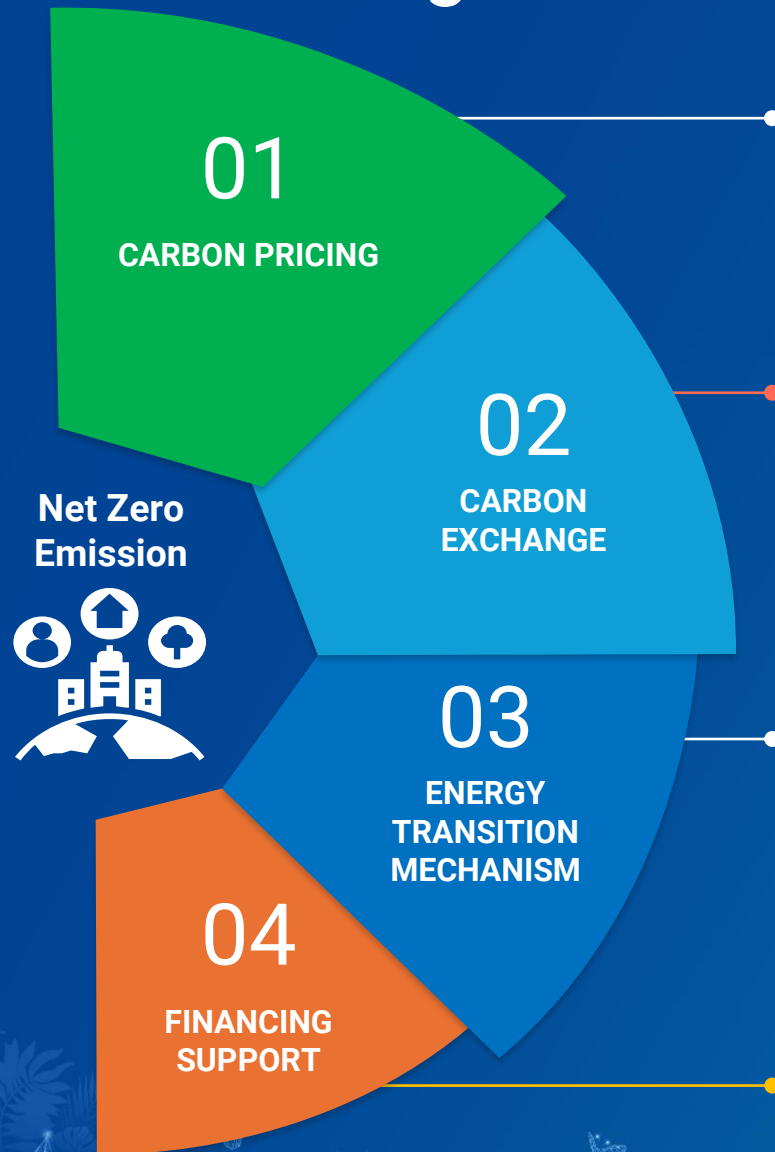 01
CARBON PRICING
02
CARBON
EXCHANGE
Net Zero
Emission
03
ENERGY
TRANSITION
MECHANISM
04
FINANCING
SUPPORT